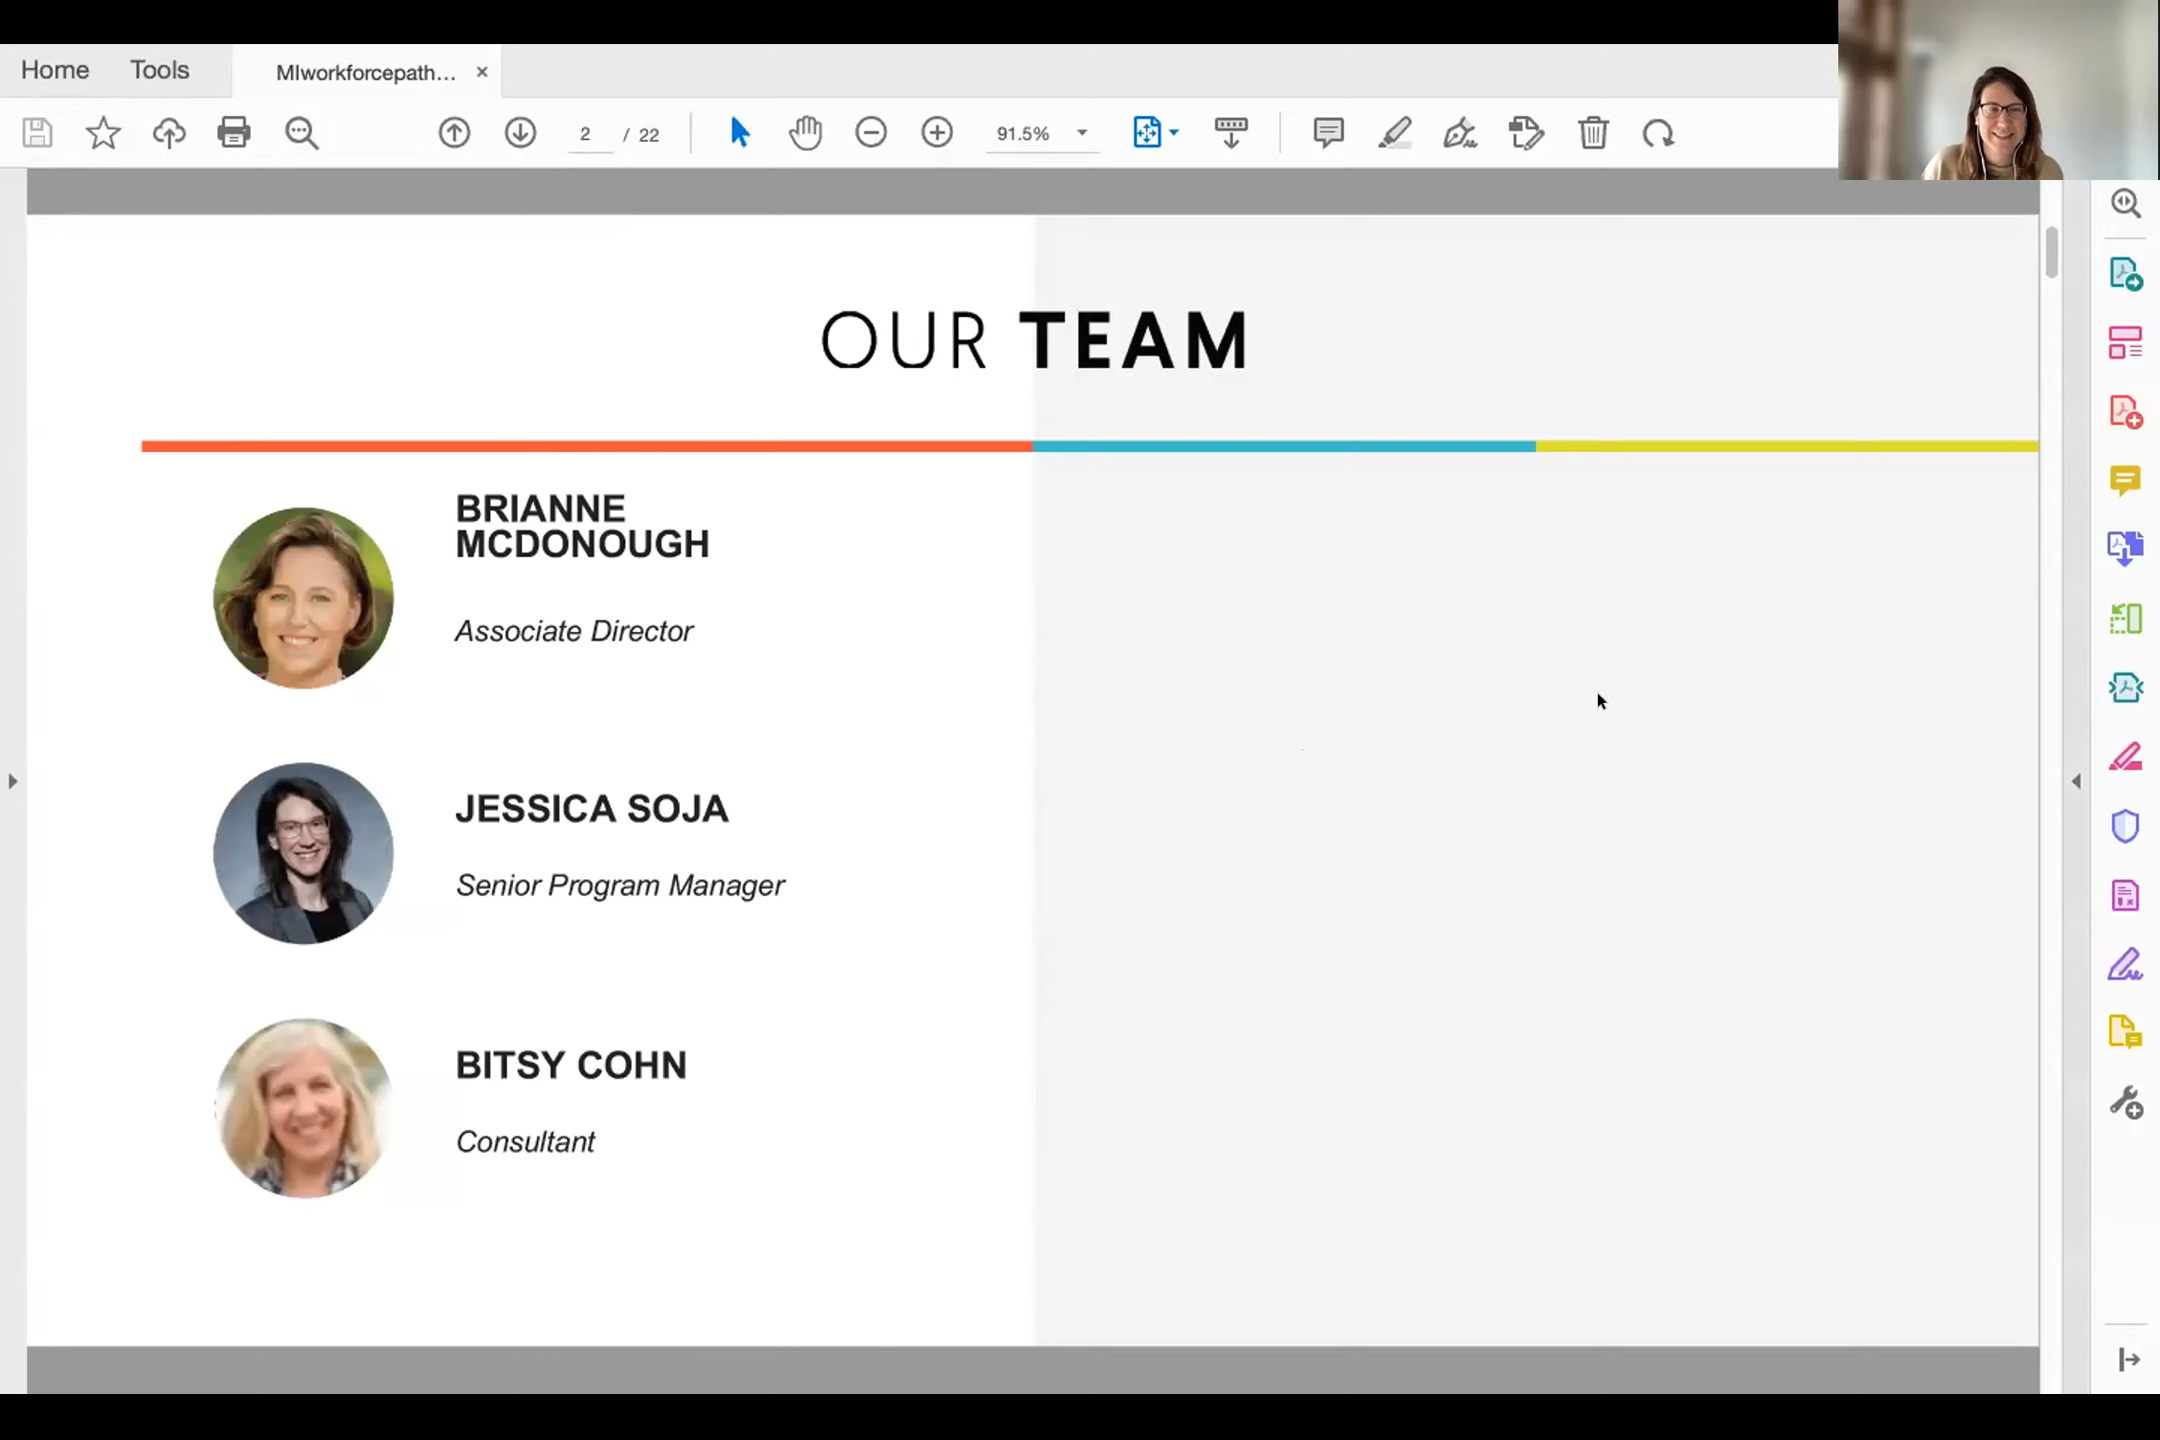 Home Tools MIworkforcepath... ×
2 / 22 91.5%
OUR TEAM
BRIANNE
MCDONOUGH
Associate Director
JESSICA SOJA
Senior Program Manager
BITSY COHN
Consultant